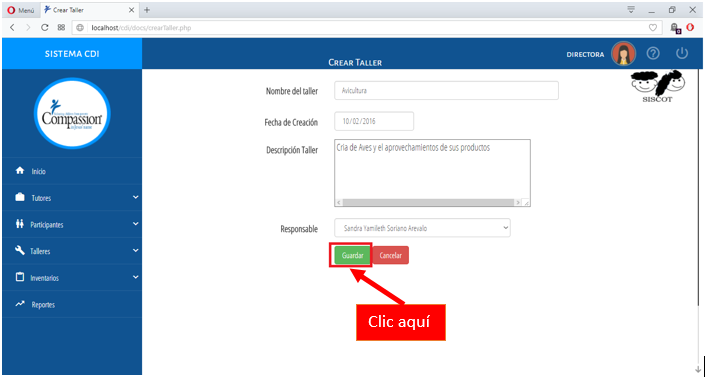 Menú
Crear Taller
localhost/cdi/docs/crearTaller.php
SISTEMA CDI
DIRECTORA
CREAR TALLER
SISCOT
Compassion
Nombre del taller
Avicultura
Fecha de Creación
10/02/2016
Descripción Taller
Cria de Aves y el aprovechamientos de sus productos
Responsable
Sandra Yamileth Soriano Arevalo
Guardar
Cancelar
Clic aquí
Inicio
Tutores
Participantes
Talleres
Inventarios
Reportes